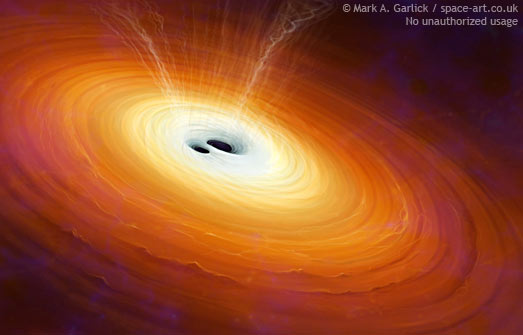 © Mark A. Garlick / space-art.co.uk
No unauthorized usage